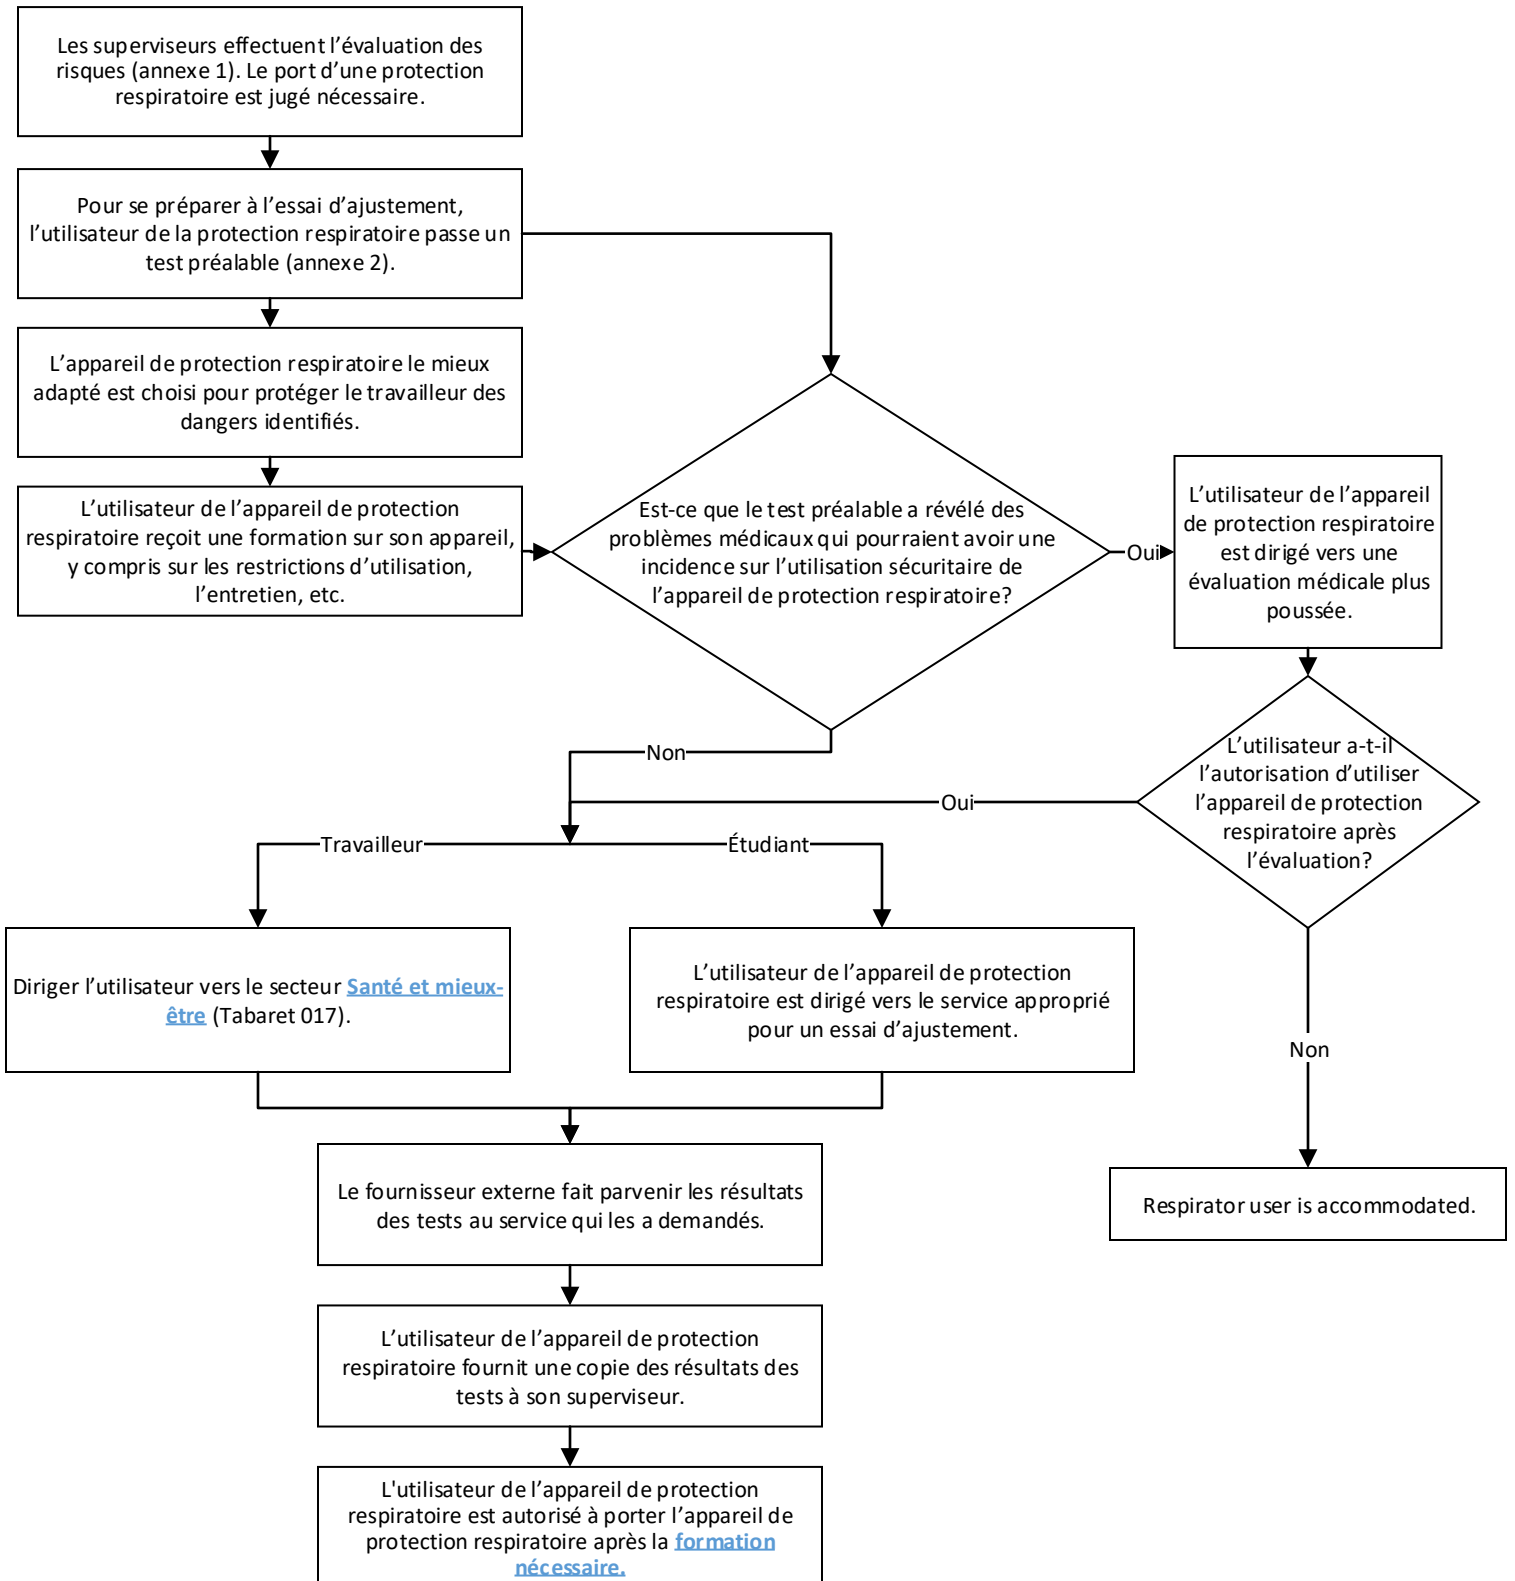 Les superviseurs effectuent l’évaluation des
risques (annexe 1). Le port d’une protection
respiratoire est jugé nécessaire.
Pour se préparer à l’essai d’ajustement,
l’utilisateur de la protection respiratoire passe un
test préalable (annexe 2).
L’appareil de protection respiratoire le mieux
adapté est choisi pour protéger le travailleur des
dangers identifiés.
L’utilisateur de l’appareil de protection
respiratoire reçoit une formation sur son appareil,
y compris sur les restrictions d’utilisation,
l’entretien, etc.
Est-ce que le test préalable a révélé des
problèmes médicaux qui pourraient avoir une
incidence sur l’utilisation sécuritaire de
l’appareil de protection respiratoire?
Oui
L’utilisateur de l’appareil
de protection respiratoire
est dirigé vers une
évaluation médicale plus
poussée.
Non
L’utilisateur a-t-il
l’autorisation d’utiliser
l’appareil de protection
respiratoire après
l’évaluation?
Oui
Travailleur
Étudiant
Diriger l’utilisateur vers le secteur Santé et mieux-
être (Tabaret 017).
L’utilisateur de l’appareil de protection
respiratoire est dirigé vers le service approprié
pour un essai d’ajustement.
Non
Le fournisseur externe fait parvenir les résultats
des tests au service qui les a demandés.
Respirator user is accommodated.
L’utilisateur de l’appareil de protection
respiratoire fournit une copie des résultats des
tests à son superviseur.
L'utilisateur de l’appareil de protection
respiratoire est autorisé à porter l’appareil de
protection respiratoire après la formation
nécessaire.